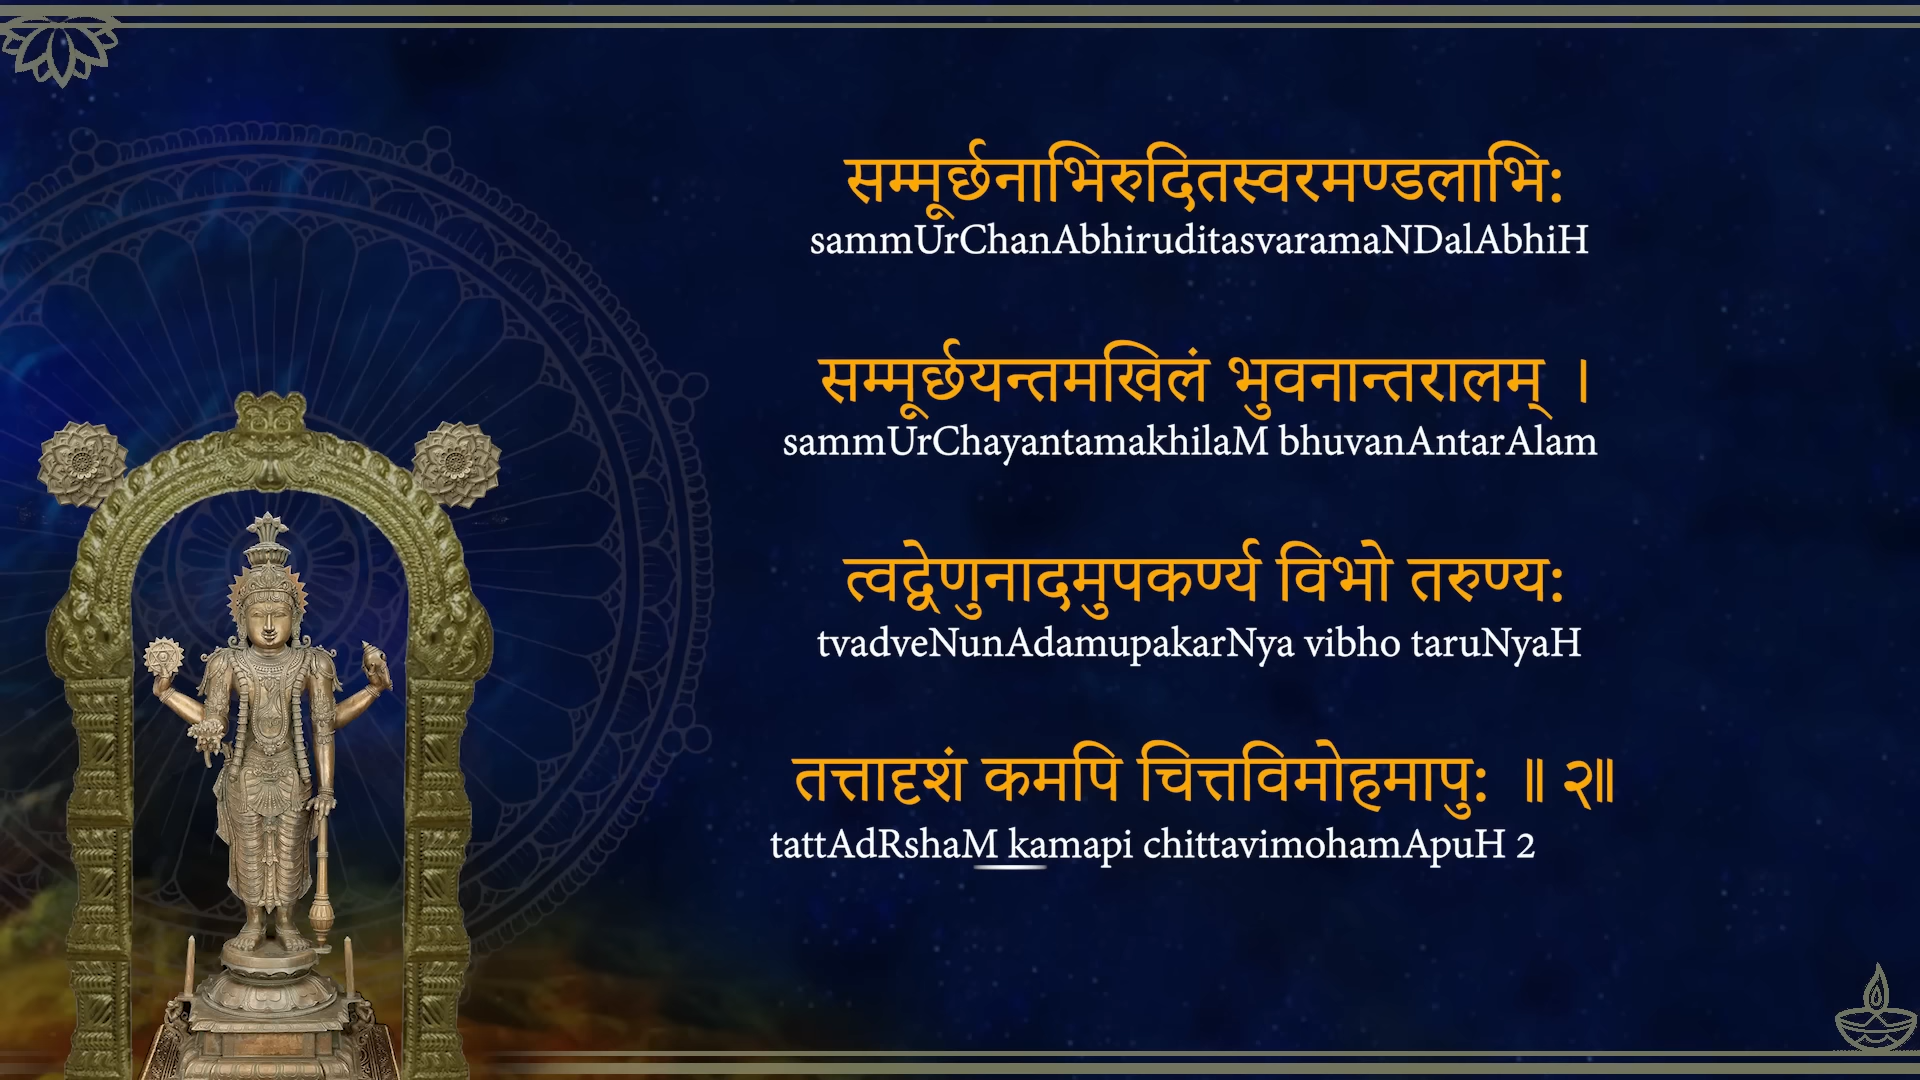 सम्मूर्छनाभिरुदितस्वरमण्डलाभि:
sammUrChanAbhiruditasvaramaNDalAbhiH
सम्मूर्छयन्तमखिलं भुवनान्तरालम् ।
sammUrChayantamakhilaM bhuvanAntarAlam
त्वद्वेणुनादमुपकर्ण्य विभो तरुण्य:
tvadveNunAdamupakarNya vibho taruNyaH
तत्तादृशं कमपि चित्तविमोहमापु: ॥ २॥
tattAdRshaM kamapi chittavimohamApuH 2